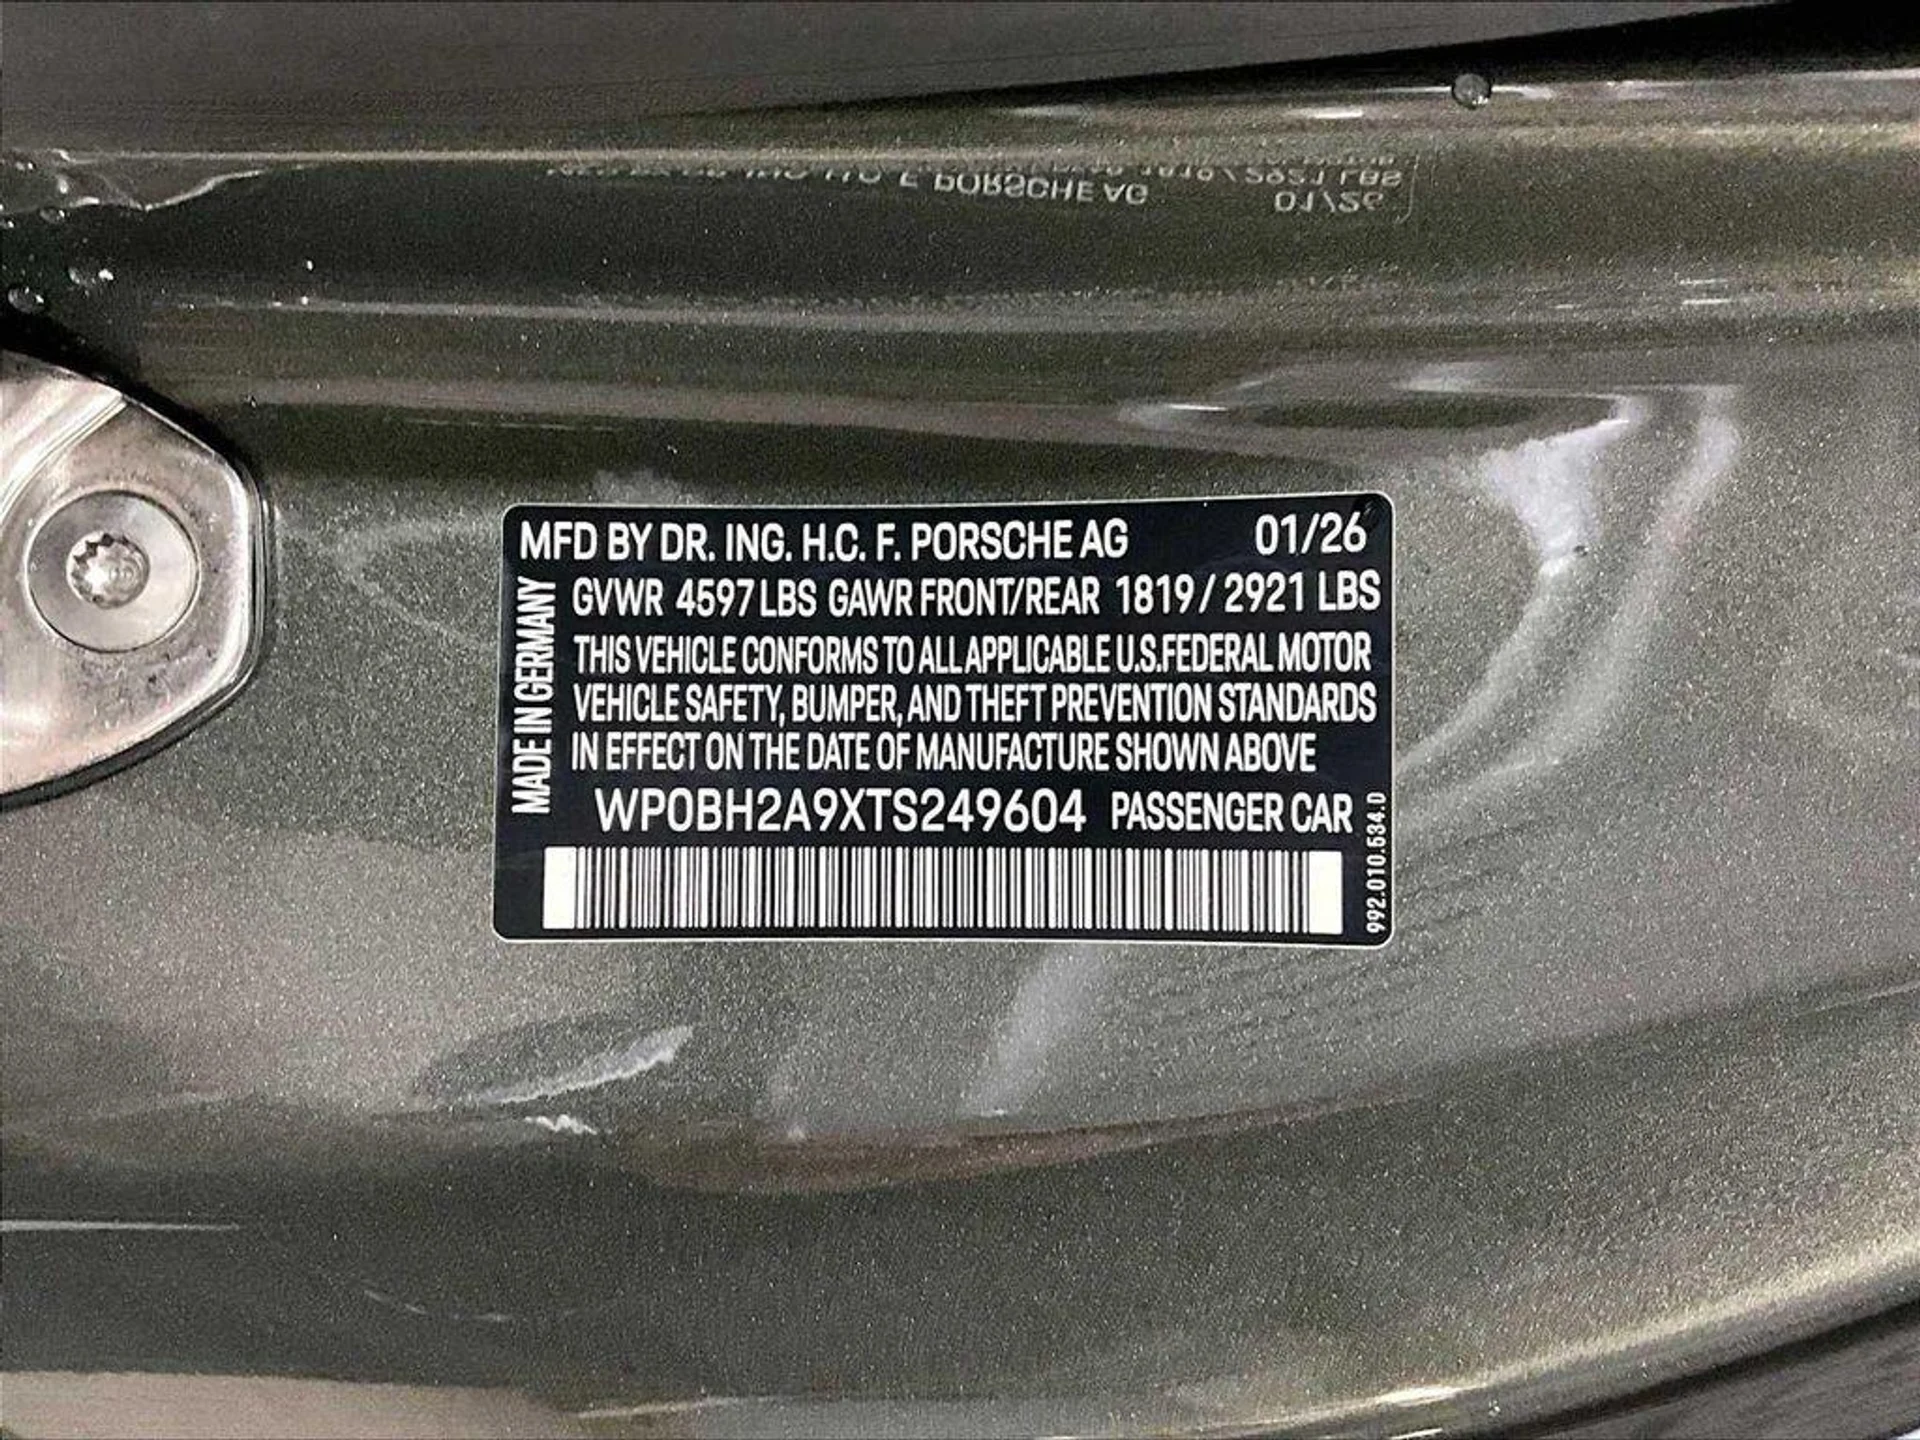 MFD BY DR. ING. H.C. F. PORSCHE AG 01/26
GVWR 4597 LBS GAWR FRONT/REAR 1819 / 2921 LBS
THIS VEHICLE CONFORMS TO ALL APPLICABLE U.S.FEDERAL MOTOR
VEHICLE SAFETY, BUMPER, AND THEFT PREVENTION STANDARDS
IN EFFECT ON THE DATE OF MANUFACTURE SHOWN ABOVE
WP0BH2A9XTS249604 PASSENGER CAR
MADE IN GERMANY
992.010.534.0